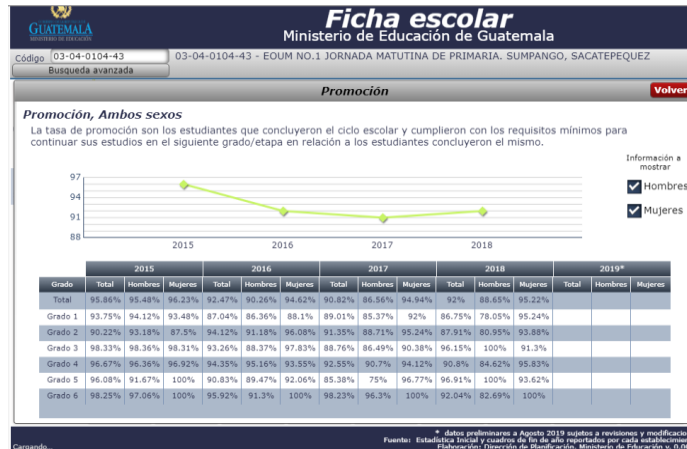 GUATEMALA
MINISTERIO DE EDUCACIÓN
Ficha escolar
Ministerio de Educación de Guatemala
Código 03-04-0104-43 03-04-0104-43 - EOUM NO.1 JORNADA MATUTINA DE PRIMARIA. SUMPANGO, SACATEPEQUEZ
Busqueda avanzada
Promoción Volver
Promoción, Ambos sexos
La tasa de promoción son los estudiantes que concluyeron el ciclo escolar y cumplieron con los requisitos mínimos para
continuar sus estudios en el siguiente grado/etapa en relación a los estudiantes concluyeron el mismo.
Información a
mostrar
Hombres
Mujeres
97
94
91
88
2015 2016 2017 2018
2015 2016 2017 2018 2019*
Grado Total Hombres Mujeres Total Hombres Mujeres Total Hombres Mujeres Total Hombres Mujeres Total Hombres Mujeres
Total 95.86% 95.48% 96.23% 92.47% 90.26% 94.62% 90.82% 86.56% 94.94% 92% 88.65% 95.22%
Grado 1 93.75% 94.12% 93.48% 87.04% 86.36% 88.1% 89.01% 85.37% 92% 86.75% 78.05% 95.24%
Grado 2 90.22% 93.18% 87.5% 94.12% 91.18% 96.08% 91.35% 88.71% 95.24% 87.91% 80.95% 93.88%
Grado 3 98.33% 98.36% 98.31% 93.26% 88.37% 97.83% 88.76% 86.49% 90.38% 96.15% 100% 91.3%
Grado 4 96.67% 96.36% 96.92% 94.35% 95.16% 93.55% 92.55% 90.7% 94.12% 90.8% 84.62% 95.83%
Grado 5 96.08% 91.67% 100% 90.83% 89.47% 92.06% 85.38% 75% 96.77% 96.91% 100% 93.62%
Grado 6 98.25% 97.06% 100% 95.92% 91.3% 100% 98.23% 96.3% 100% 92.04% 82.69% 100%
* datos preliminares a Agosto 2019 sujetos a revisiones y modificacio
Fuente: Estadística Inicial y cuadros de fin de año reportados por cada establecimien
Elaboración: Dirección de Planificación, Ministerio de Educación v. 0.0
Cargando...